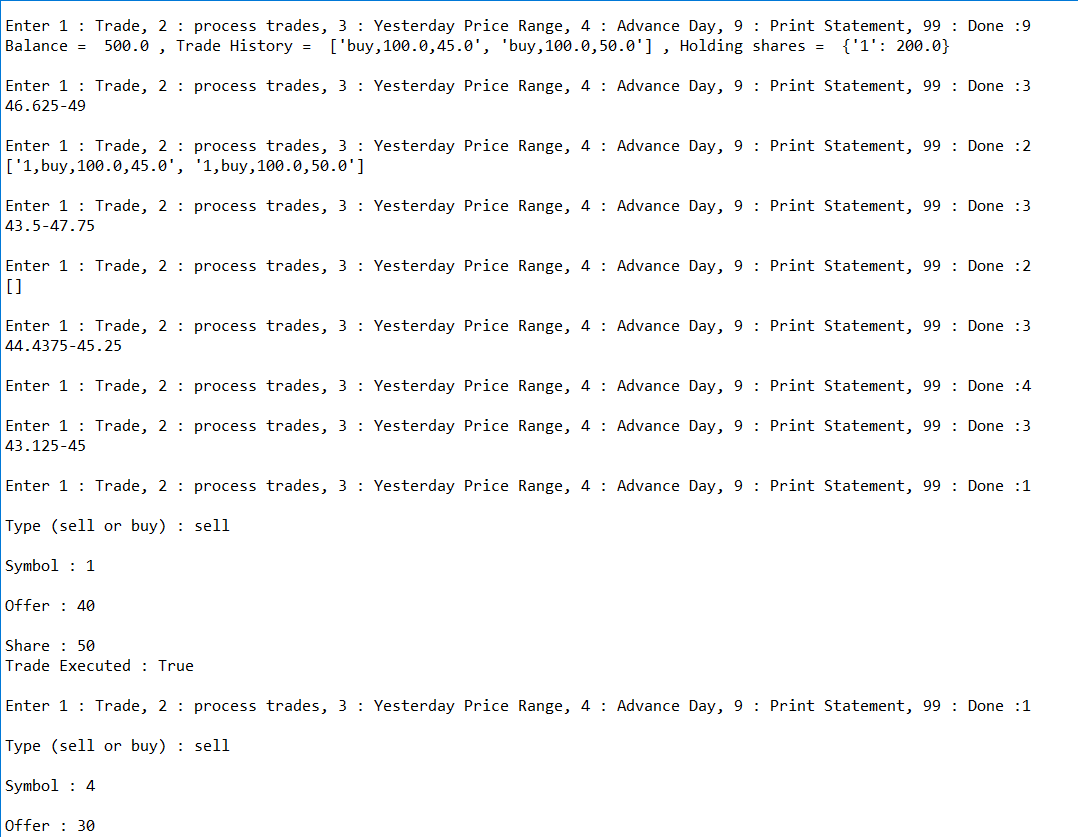 Enter 1 : Trade, 2 : process trades, 3 : Yesterday Price Range, 4 : Advance Day, 9 : Print Statement, 99 : Done :9
Balance =  500.0 , Trade History =  ['buy,100.0,45.0', 'buy,100.0,50.0'] , Holding shares =  {'1': 200.0}
Enter 1 : Trade, 2 : process trades, 3 : Yesterday Price Range, 4 : Advance Day, 9 : Print Statement, 99 : Done :3
46.625-49
Enter 1 : Trade, 2 : process trades, 3 : Yesterday Price Range, 4 : Advance Day, 9 : Print Statement, 99 : Done :2
['1,buy,100.0,45.0', '1,buy,100.0,50.0']
Enter 1 : Trade, 2 : process trades, 3 : Yesterday Price Range, 4 : Advance Day, 9 : Print Statement, 99 : Done :3
43.5-47.75
Enter 1 : Trade, 2 : process trades, 3 : Yesterday Price Range, 4 : Advance Day, 9 : Print Statement, 99 : Done :2
[]
Enter 1 : Trade, 2 : process trades, 3 : Yesterday Price Range, 4 : Advance Day, 9 : Print Statement, 99 : Done :3
44.4375-45.25
Enter 1 : Trade, 2 : process trades, 3 : Yesterday Price Range, 4 : Advance Day, 9 : Print Statement, 99 : Done :4
Enter 1 : Trade, 2 : process trades, 3 : Yesterday Price Range, 4 : Advance Day, 9 : Print Statement, 99 : Done :3
43.125-45
Enter 1 : Trade, 2 : process trades, 3 : Yesterday Price Range, 4 : Advance Day, 9 : Print Statement, 99 : Done :1
Type (sell or buy) : sell
Symbol : 1
Offer : 40
Share : 50
Trade Executed : True
Enter 1 : Trade, 2 : process trades, 3 : Yesterday Price Range, 4 : Advance Day, 9 : Print Statement, 99 : Done :1
Type (sell or buy) : sell
Symbol : 4
Offer : 30